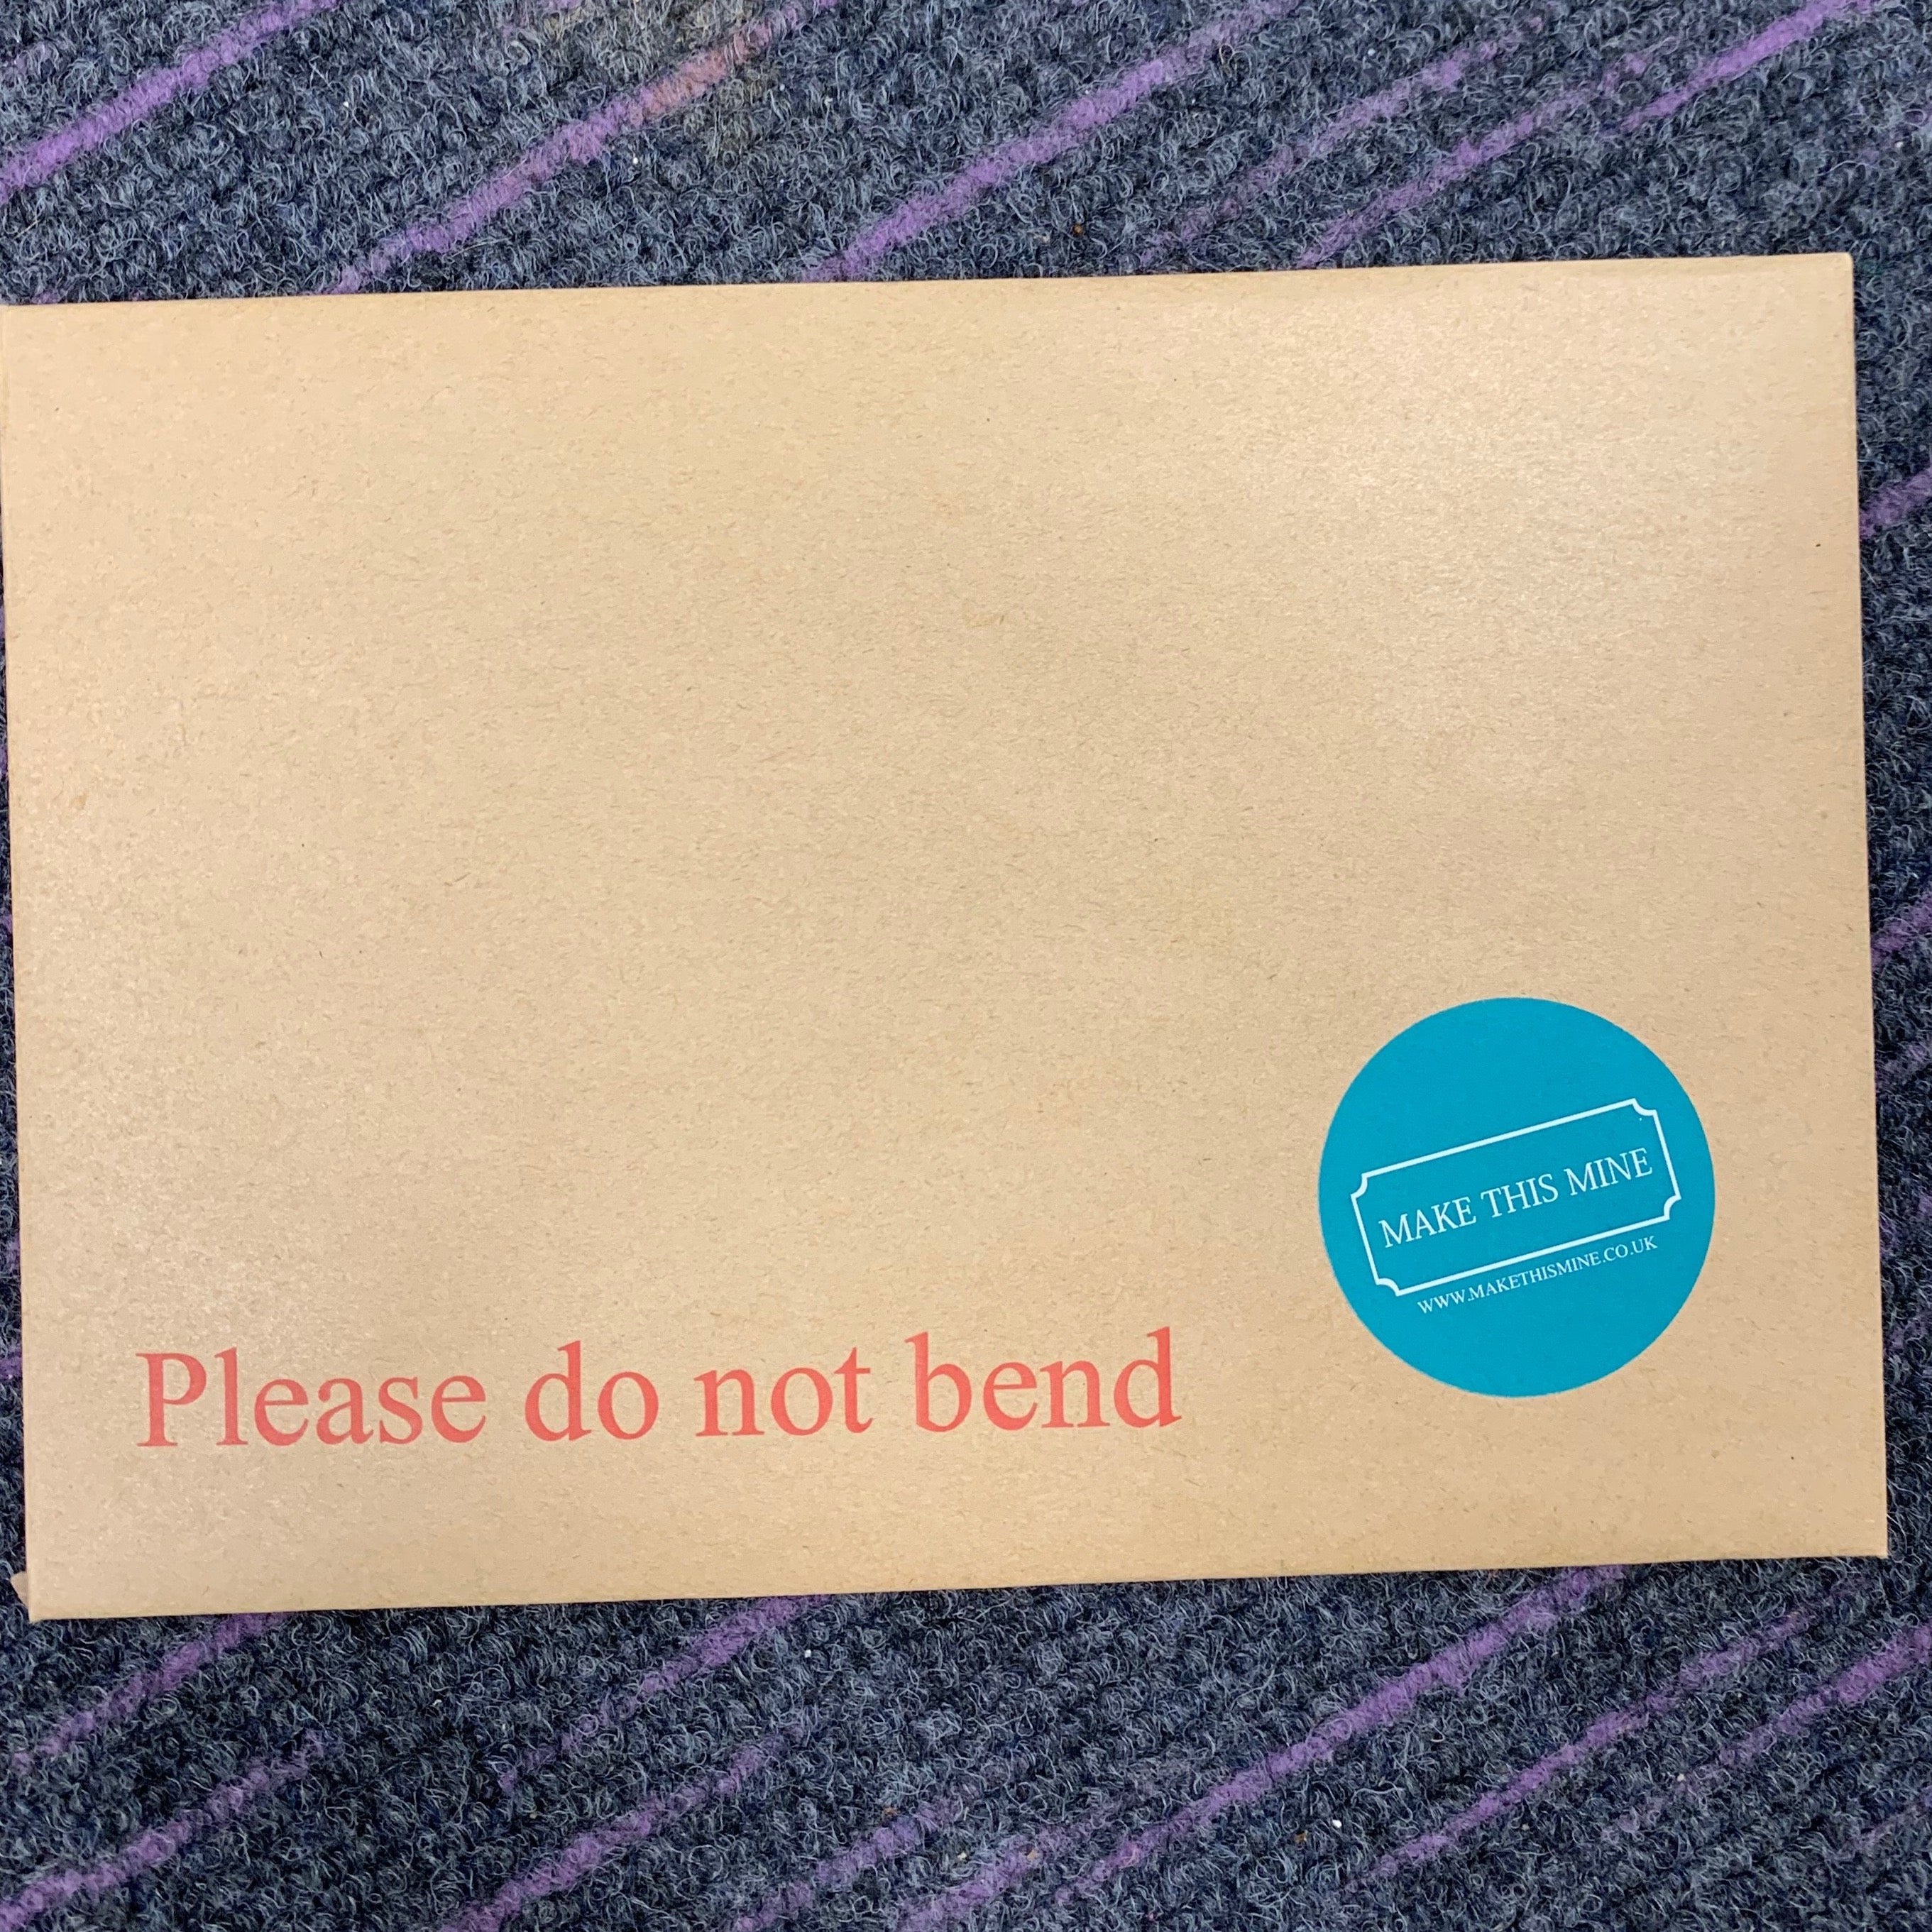 Please do not bend
MAKE THIS MINE
WWW.MAKETHISMINE.CO.UK